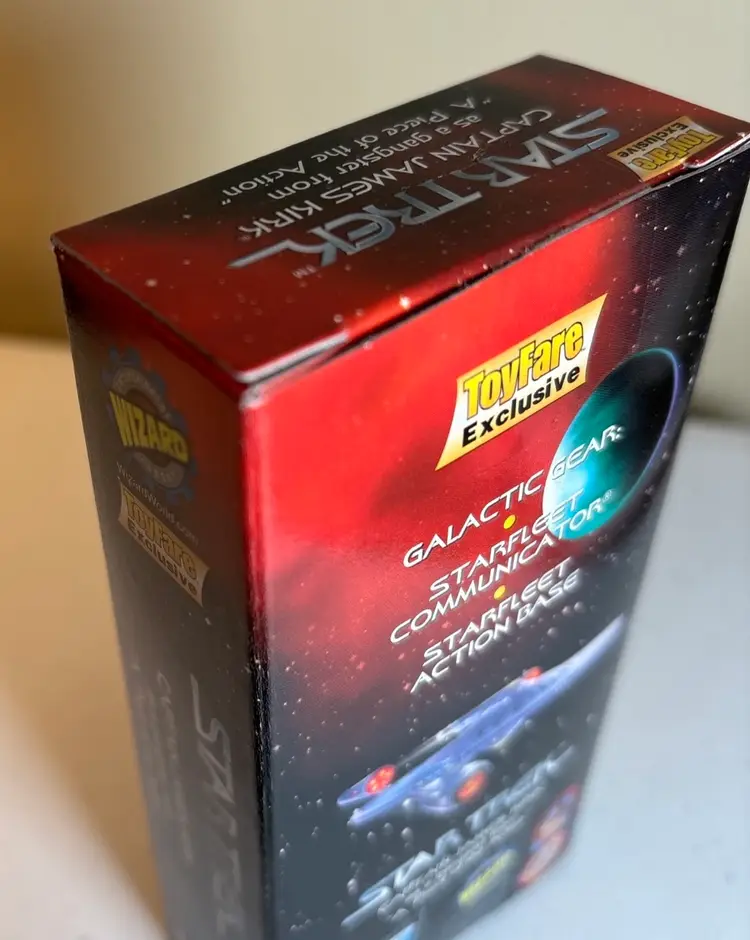 STAR TREK™
CAPTAIN JAMES KIRK
as a gangster from
"A Piece of the Action"
ToyFare
Exclusive
ToyFare
Exclusive
GALACTIC GEAR:
•
STARFLEET
COMMUNICATOR®
•
STARFLEET
ACTION BASE
STAR TREK
WIZARD
WizardWorld.com
ToyFare
Exclusive
STAR TREK